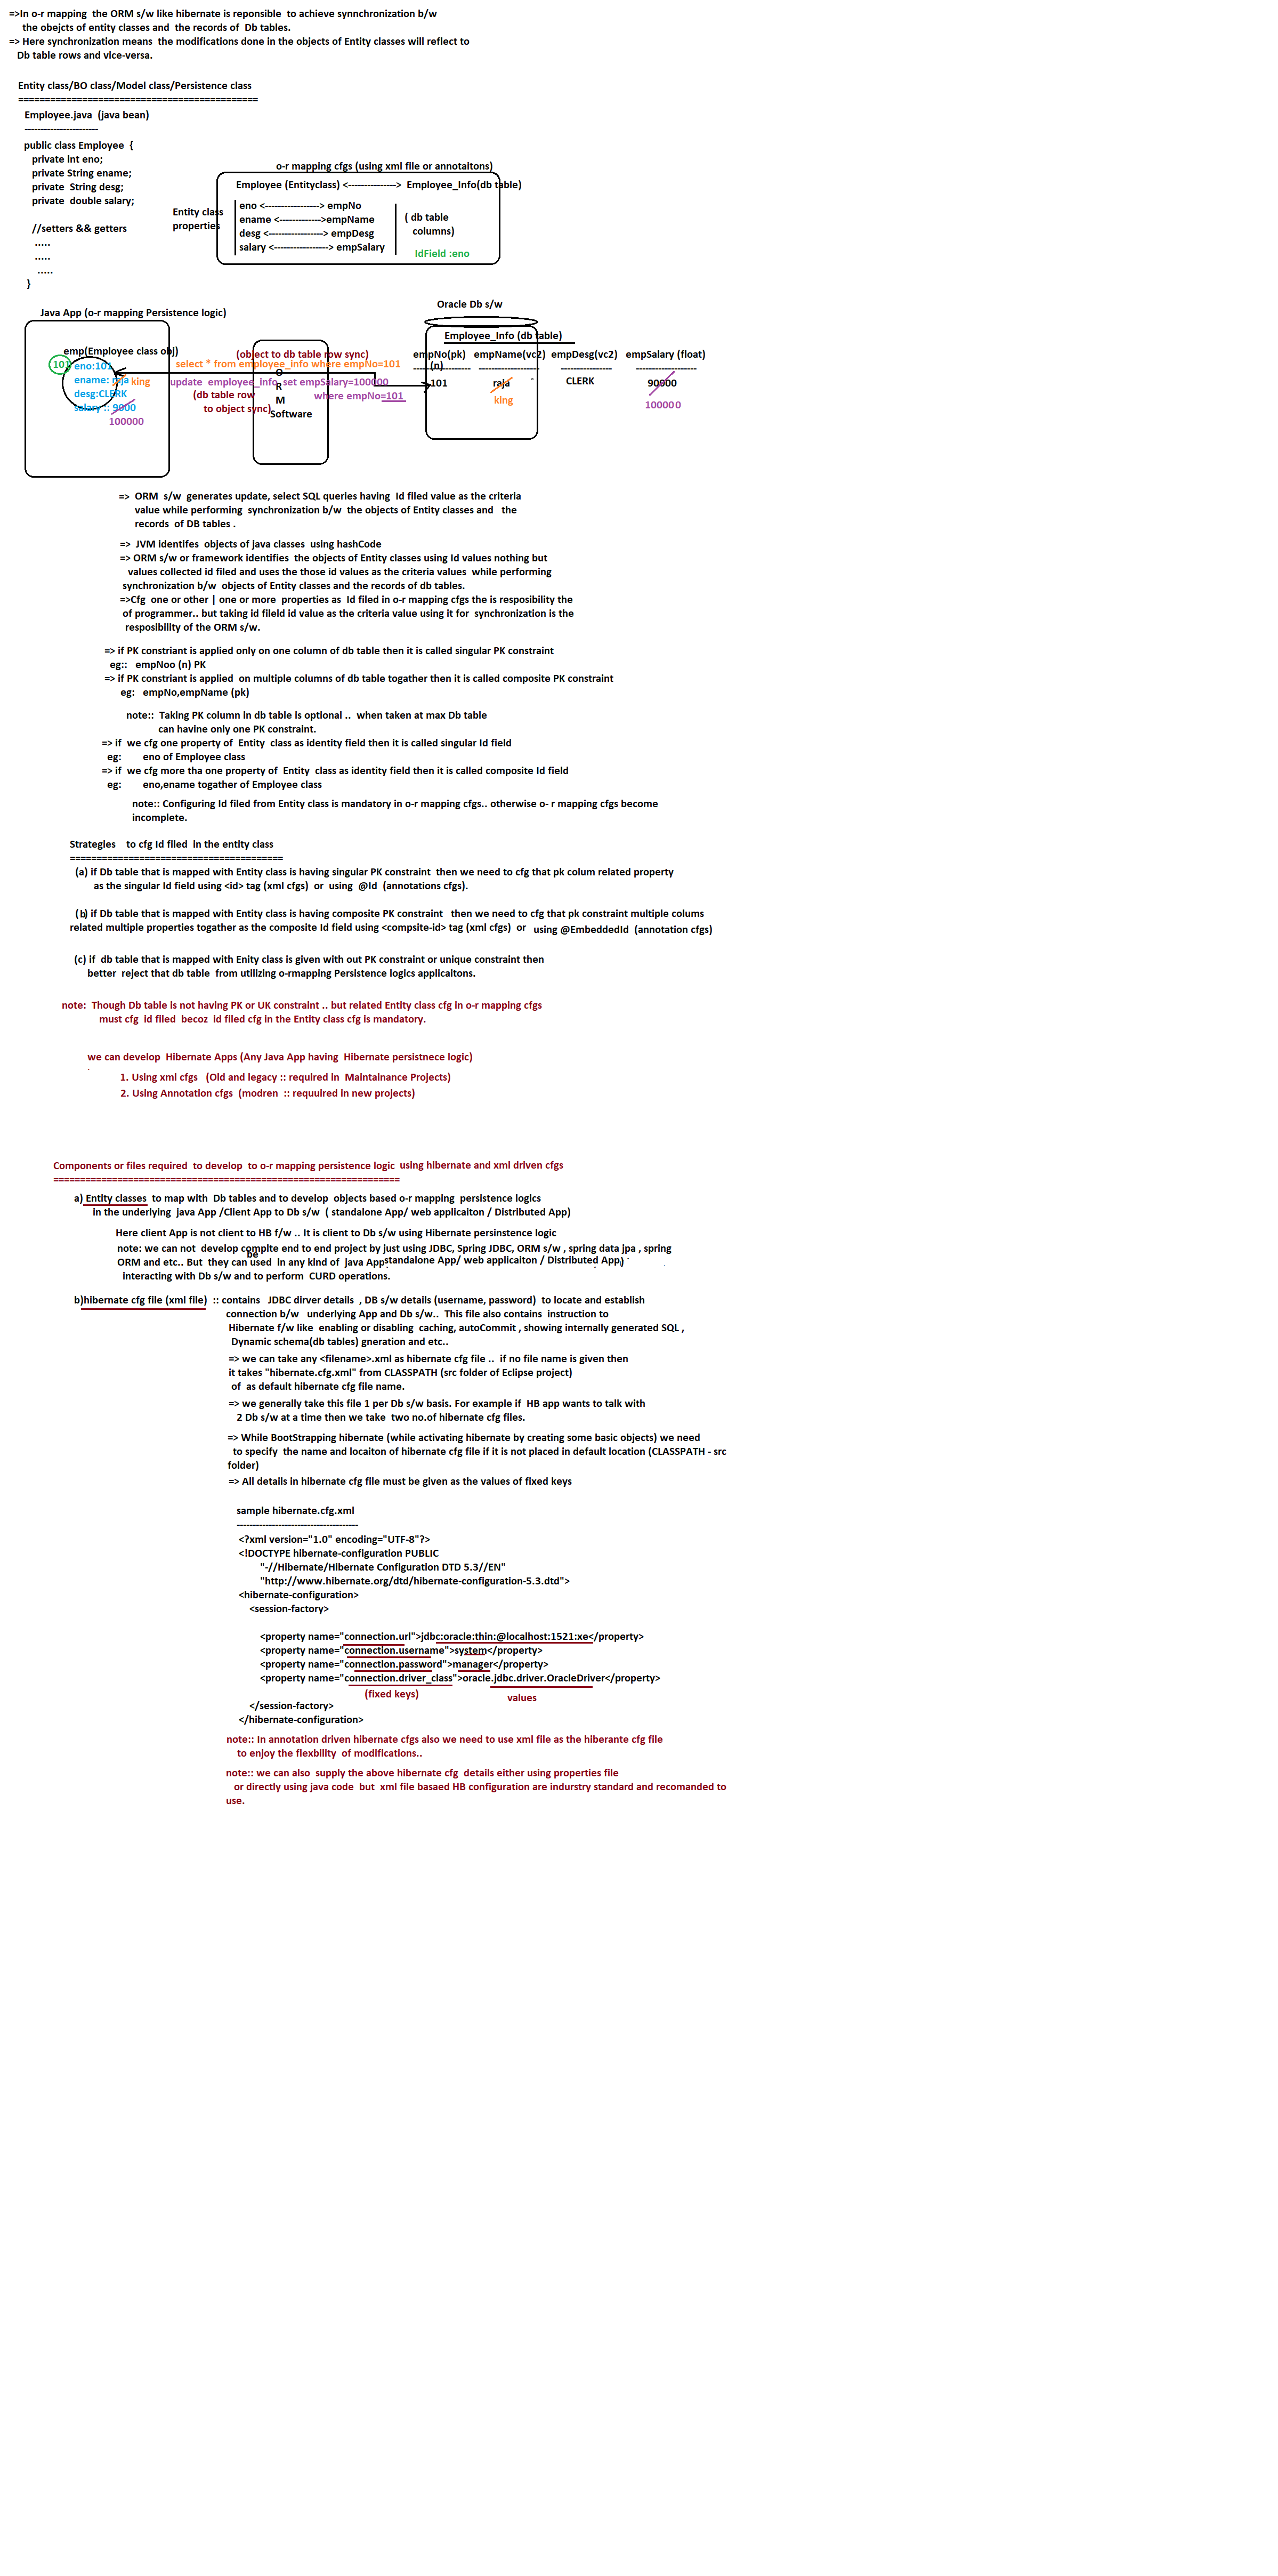 =>In o-r mapping  the ORM s/w like hibernate is reponsible  to achieve synnchronization b/w
the obejcts of entity classes and  the records of  Db tables.
=> Here synchronization means  the modifications done in the objects of Entity classes will reflect to
Db table rows and vice-versa.
Entity class/BO class/Model class/Persistence class
=============================================
Employee.java  (java bean)
-----------------------
public class Employee  {
private int eno;
private String ename;
private  String desg;
private  double salary;
//setters && getters
.....
.....
.....
}
o-r mapping cfgs (using xml file or annotaitons)
Employee (Entityclass) <---------------> Employee_Info(db table)
Entity class
properties
eno <-----------------> empNo
ename <------------->empName
desg <-----------------> empDesg
salary <-----------------> empSalary
( db table
columns)
IdField :eno
Java App (o-r mapping Persistence logic)
Oracle Db s/w
emp(Employee class obj)
101
eno:101
ename: raja king
desg:CLERK
salary :: 9000
100000
(object to db table row sync)
select * from employee_info where empNo=101
update  employee_info  set empSalary=100000
where empNo=101
(db table row
to object sync)
O
R
M
Software
Employee_Info (db table)
empNo(pk)   empName(vc2)  empDesg(vc2)   empSalary (float)
(n)
------------------   -------------------   ----------------   -------------------
101   raja   CLERK   90000
king   100000
=>  ORM  s/w  generates update, select SQL queries having  Id filed value as the criteria
value while performing  synchronization b/w  the objects of Entity classes and   the
records  of DB tables .
=>  JVM identifes  objects of java classes  using hashCode
=> ORM s/w or framework identifies  the objects of Entity classes using Id values nothing but
values collected id filed and uses the those id values as the criteria values  while performing
synchronization b/w  objects of Entity classes and the records of db tables.
=>Cfg  one or other | one or more  properties as  Id filed in o-r mapping cfgs the is resposibility the
of programmer.. but taking id fileld id value as the criteria value using it for  synchronization is the
resposibility of the ORM s/w.
=> if PK constriant is applied only on one column of db table then it is called singular PK constraint
eg::   empNoo (n) PK
=> if PK constriant is applied  on multiple columns of db table togather then it is called composite PK constraint
eg:   empNo,empName (pk)
note::  Taking PK column in db table is optional ..  when taken at max Db table
can havine only one PK constraint.
=> if  we cfg one property of  Entity  class as identity field then it is called singular Id field
eg:        eno of Employee class
=> if  we cfg more tha one property of  Entity  class as identity field then it is called composite Id field
eg:        eno,ename togather of Employee class
note:: Configuring Id filed from Entity class is mandatory in o-r mapping cfgs.. otherwise o- r mapping cfgs become
incomplete.
Strategies    to cfg Id filed  in the entity class
========================================
(a) if Db table that is mapped with Entity class is having singular PK constraint  then we need to cfg that pk colum related property
as the singular Id field using <id> tag (xml cfgs)  or  using  @Id  (annotations cfgs).
(b) if Db table that is mapped with Entity class is having composite PK constraint   then we need to cfg that pk constraint multiple colums
related multiple properties togather as the composite Id field using <compsite-id> tag (xml cfgs)  or   using @EmbeddedId  (annotation cfgs)
(c) if  db table that is mapped with Enity class is given with out PK constraint or unique constraint then
better  reject that db table  from utilizing o-rmapping Persistence logics applicaitons.
note:  Though Db table is not having PK or UK constraint .. but related Entity class cfg in o-r mapping cfgs
must cfg  id filed  becoz  id filed cfg in the Entity class cfg is mandatory.
we can develop  Hibernate Apps (Any Java App having  Hibernate persistnece logic)
1. Using xml cfgs   (Old and legacy :: required in  Maintainance Projects)
2. Using Annotation cfgs  (modren  :: requuired in new projects)
Components or files required  to develop  to o-r mapping persistence logic  using hibernate and xml driven cfgs
=================================================================
a) Entity classes  to map with  Db tables and to develop  objects based o-r mapping  persistence logics
in the underlying  java App /Client App to Db s/w  ( standalone App/ web applicaiton / Distributed App)
Here client App is not client to HB f/w .. It is client to Db s/w using Hibernate persinstence logic
note: we can not  develop complte end to end project by just using JDBC, Spring JDBC, ORM s/w , spring data jpa , spring
be
ORM and etc.. But  they can used  in any kind of  java App( standalone App/ web applicaiton / Distributed App)
interacting with Db s/w and to perform  CURD operations.
b)hibernate cfg file (xml file)  :: contains   JDBC dirver details  , DB s/w details (username, password)  to locate and establish
connection b/w   underlying App and Db s/w..  This file also contains  instruction to
Hibernate f/w like  enabling or disabling  caching, autoCommit , showing internally generated SQL ,
Dynamic schema(db tables) gneration and etc..
=> we can take any <filename>.xml as hibernate cfg file ..  if no file name is given then
it takes "hibernate.cfg.xml" from CLASSPATH (src folder of Eclipse project)
of  as default hibernate cfg file name.
=> we generally take this file 1 per Db s/w basis. For example if  HB app wants to talk with
2 Db s/w at a time then we take  two no.of hibernate cfg files.
=> While BootStrapping hibernate (while activating hibernate by creating some basic objects) we need
to specify  the name and locaiton of hibernate cfg file if it is not placed in default location (CLASSPATH - src
folder)
=> All details in hibernate cfg file must be given as the values of fixed keys
sample hibernate.cfg.xml
--------------------------------------
<?xml version="1.0" encoding="UTF-8"?>
<!DOCTYPE hibernate-configuration PUBLIC
"-//Hibernate/Hibernate Configuration DTD 5.3//EN"
"http://www.hibernate.org/dtd/hibernate-configuration-5.3.dtd">
<hibernate-configuration>
<session-factory>
<property name="connection.url">jdbc:oracle:thin:@localhost:1521:xe</property>
<property name="connection.username">system</property>
<property name="connection.password">manager</property>
<property name="connection.driver_class">oracle.jdbc.driver.OracleDriver</property>
(fixed keys)   values
</session-factory>
</hibernate-configuration>
note:: In annotation driven hibernate cfgs also we need to use xml file as the hiberante cfg file
to enjoy the flexbility  of modifications..
note:: we can also  supply the above hibernate cfg  details either using properties file
or directly using java code  but  xml file basaed HB configuration are indurstry standard and recomanded to
use.